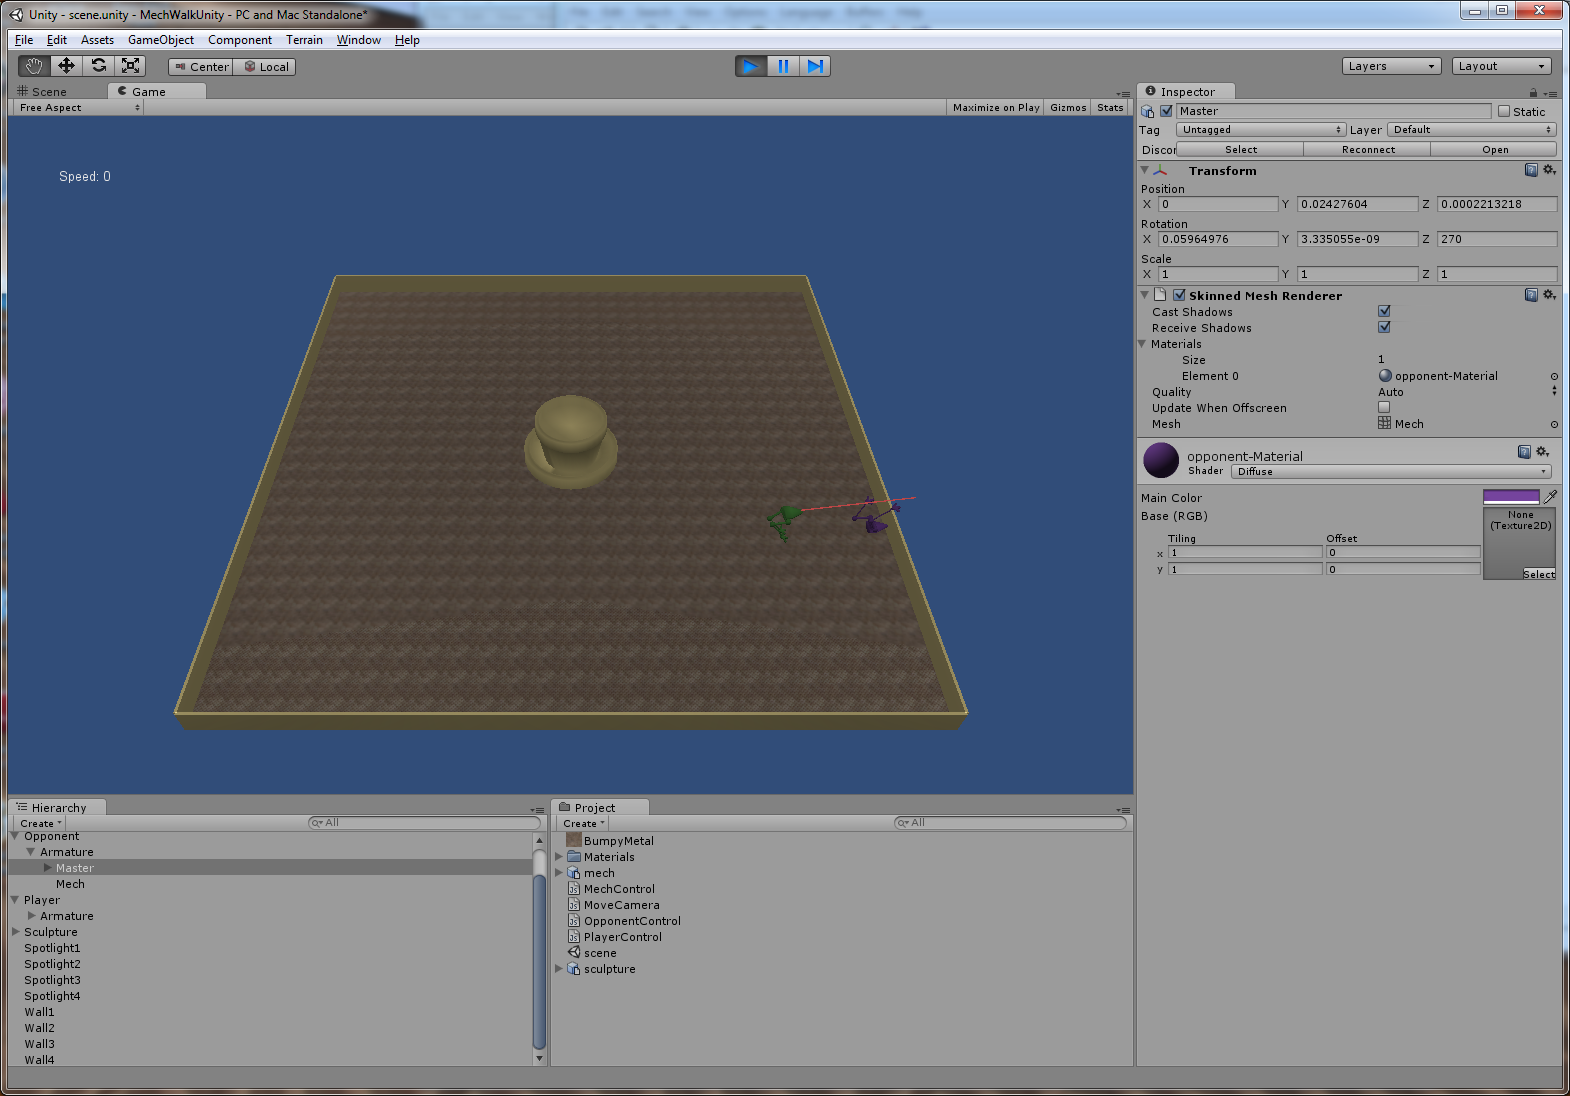 Unity - scene.unity - MechWalkUnity - PC and Mac Standalone*
File Edit Assets GameObject Component Terrain Window Help
Center Local Layers Layout
Scene Game
Free Aspect Maximize on Play Gizmos Stats
Speed: 0
Inspector
Master Static
Tag Untagged Layer Default
Discor Select Reconnect Open
Transform
Position
X 0 Y 0.02427604 Z 0.0002213218
Rotation
X 0.05964976 Y 3.335055e-09 Z 270
Scale
X 1 Y 1 Z 1
Skinned Mesh Renderer
Cast Shadows
Receive Shadows
Materials
Size 1
Element 0 opponent-Material
Quality Auto
Update When Offscreen
Mesh Mech
opponent-Material
Shader Diffuse
Main Color
Base (RGB) None
(Texture2D)
Tiling Offset
x 1 0
y 1 0
Select
Hierarchy
Create All
Opponent
Armature
Master
Mech
Player
Armature
Sculpture
Spotlight1
Spotlight2
Spotlight3
Spotlight4
Wall1
Wall2
Wall3
Wall4
Project
Create All
BumpyMetal
Materials
mech
MechControl
MoveCamera
OpponentControl
PlayerControl
scene
sculpture